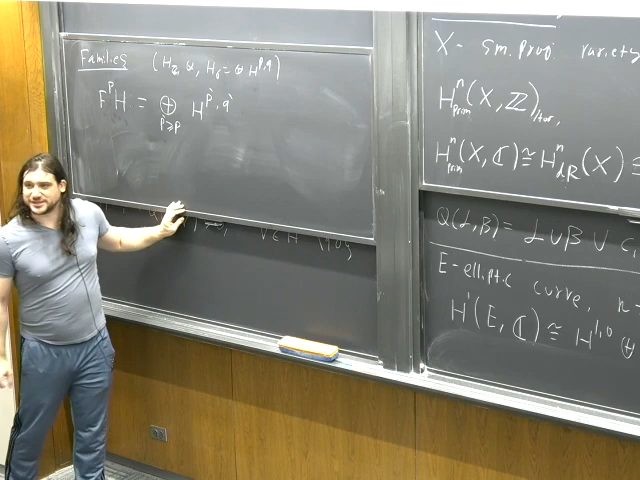 Families (H_ℤ, Q, H_ℂ = ⊕ H^{p,q})
F^p H = ⊕_{p'≥p} H^{p',q'}
X - sm. proj. variety
H^n_{prim}(X, ℤ)/tor,
H^n_{prim}(X, ℂ) ≅ H^n_{dR}(X) ≅
Q(α, β) = α ∪ β ∪ c
E - elliptic curve, n =
H^1(E, ℂ) ≅ H^{1,0} ⊕